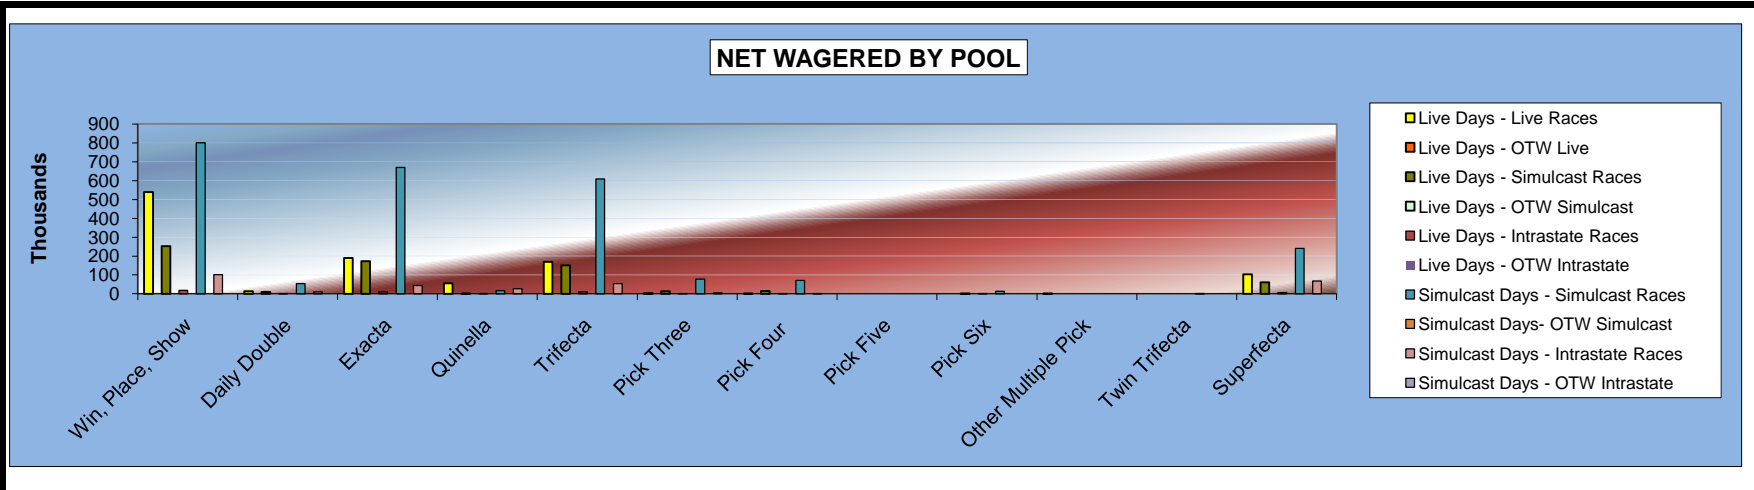 NET WAGERED BY POOL
Thousands
900
800
700
600
500
400
300
200
100
0
Win, Place, Show
Daily Double
Exacta
Quinella
Trifecta
Pick Three
Pick Four
Pick Five
Pick Six
Other Multiple Pick
Twin Trifecta
Superfecta
Live Days - Live Races
Live Days - OTW Live
Live Days - Simulcast Races
Live Days - OTW Simulcast
Live Days - Intrastate Races
Live Days - OTW Intrastate
Simulcast Days - Simulcast Races
Simulcast Days- OTW Simulcast
Simulcast Days - Intrastate Races
Simulcast Days - OTW Intrastate